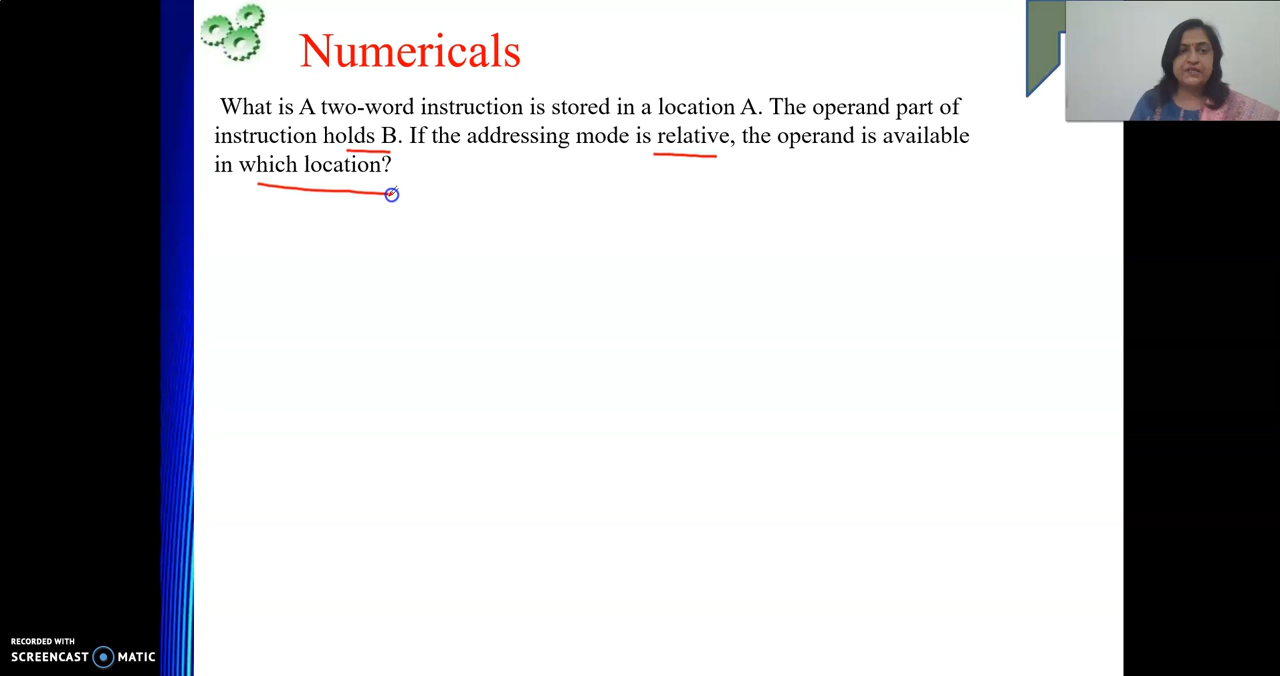 Numericals
What is A two-word instruction is stored in a location A. The operand part of
instruction holds B. If the addressing mode is relative, the operand is available
in which location?
RECORDED WITH
SCREENCAST MATIC